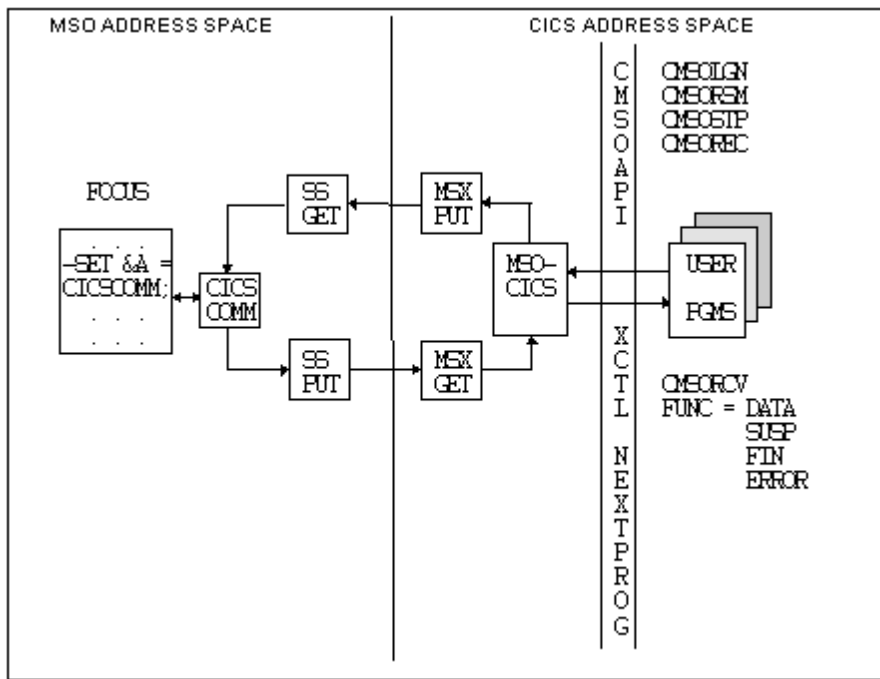 MSO ADDRESS SPACE
CICS ADDRESS SPACE
FOCUS
. . .
-SET &A =
CICSCOMM;
. . .
. . .
CICS
COMM
SS
GET
SS
PUT
MSX
PUT
MSX
GET
MSO-
CICS
C
M
S
O
A
P
I
X
C
T
L
N
E
X
T
P
R
O
G
CMSOLGN
CMSORSM
CMSOSTP
CMSOREC
USER
PGMS
CMSORCV
FUNC = DATA
SUSP
FIN
ERROR